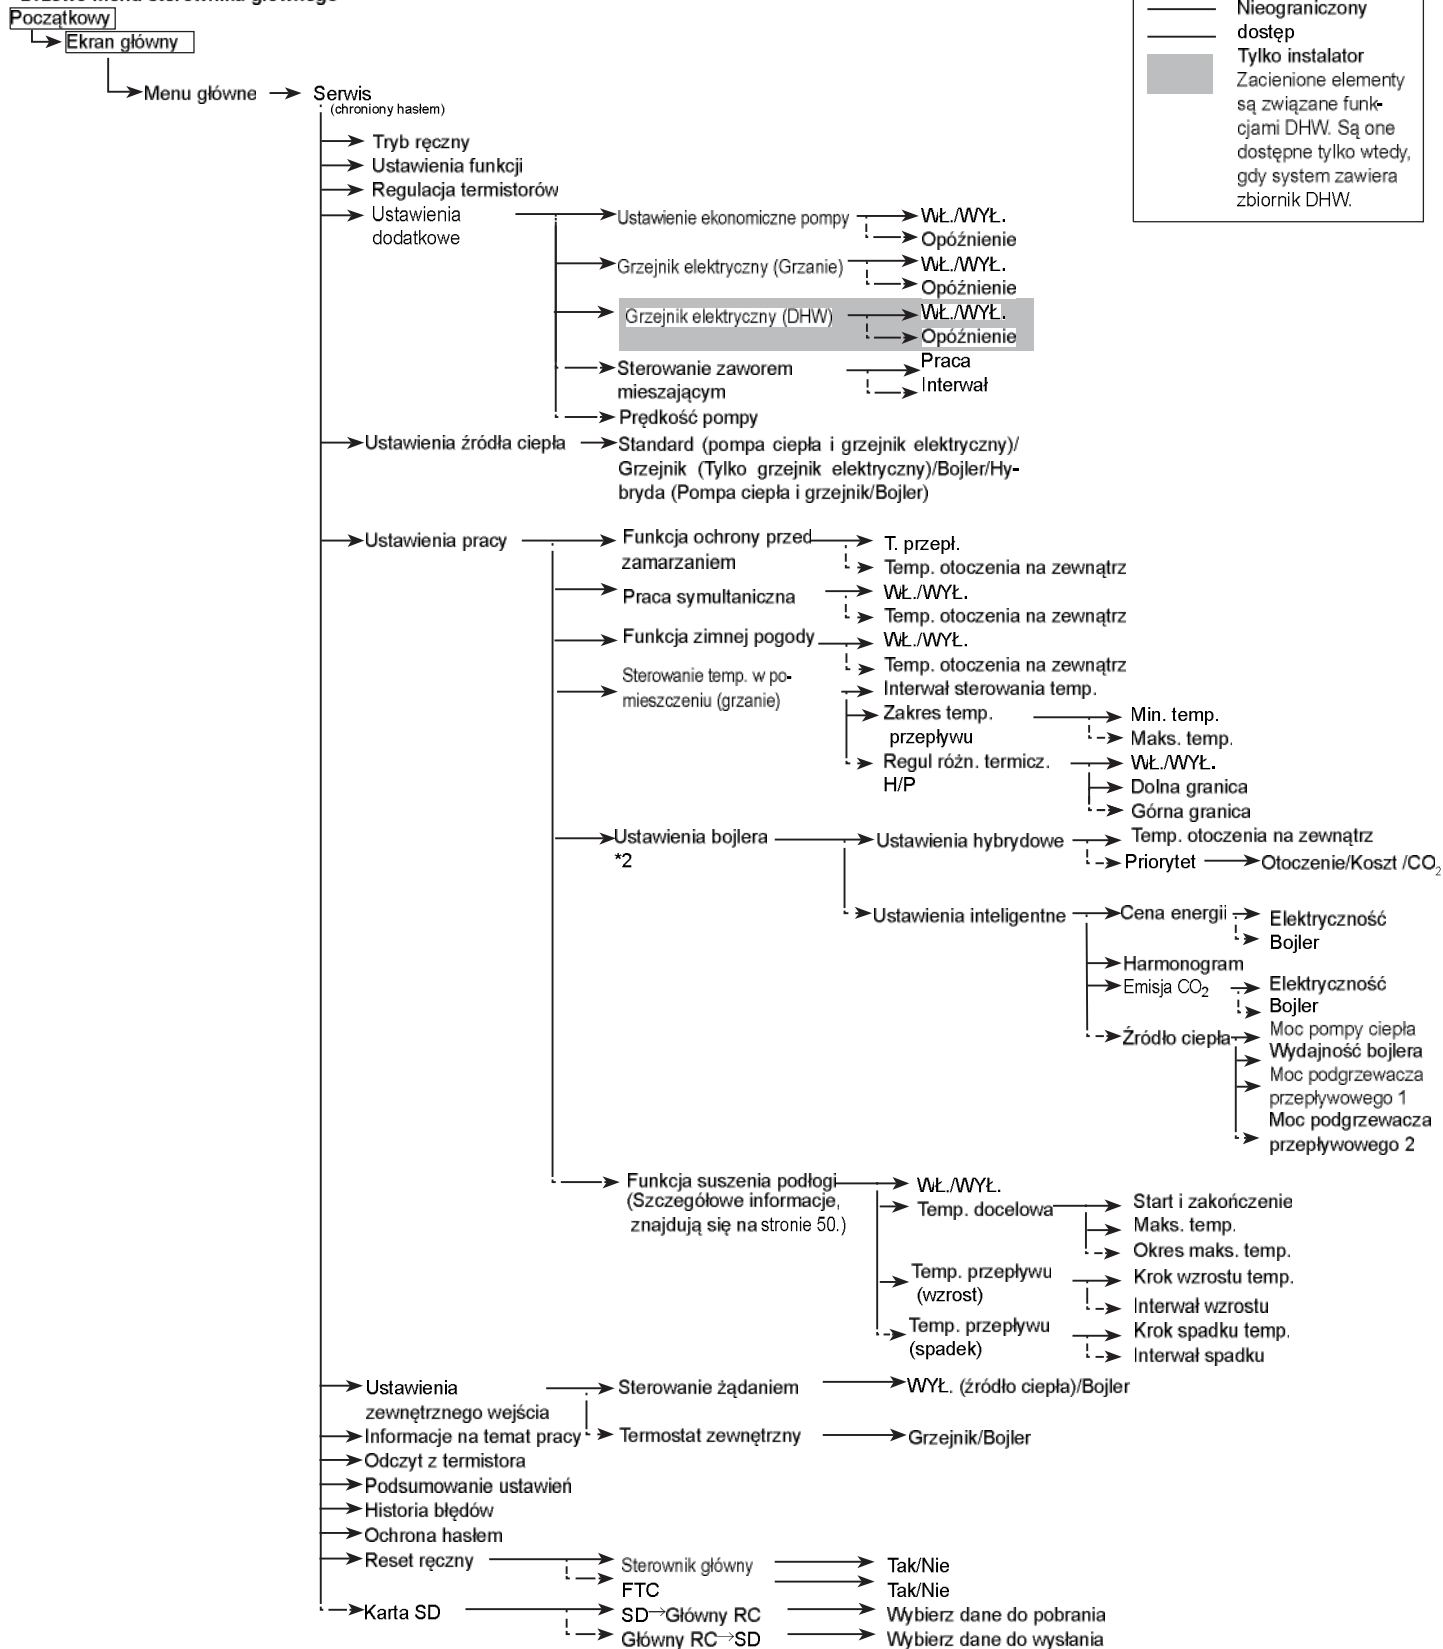 Początkowy
Ekran główny
Menu główne
Serwis
(chroniony hasłem)
Nieograniczony
dostęp
Tylko instalator
Zacienione elementy
są związane funk-
cjami DHW. Są one
dostępne tylko wtedy,
gdy system zawiera
zbiornik DHW.
Tryb ręczny
Ustawienia funkcji
Regulacja termistorów
Ustawienia
dodatkowe
Ustawienie ekonomiczne pompy
WŁ./WYŁ.
Opóźnienie
Grzejnik elektryczny (Grzanie)
WŁ./WYŁ.
Opóźnienie
Grzejnik elektryczny (DHW)
WŁ./WYŁ.
Opóźnienie
Sterowanie zaworem
mieszającym
Praca
Interwał
Prędkość pompy
Ustawienia źródła ciepła
Standard (pompa ciepła i grzejnik elektryczny)/
Grzejnik (Tylko grzejnik elektryczny)/Bojler/Hy-
bryda (Pompa ciepła i grzejnik/Bojler)
Ustawienia pracy
Funkcja ochrony przed
zamarzaniem
T. przepł.
Temp. otoczenia na zewnątrz
Praca symultaniczna
WŁ./WYŁ.
Temp. otoczenia na zewnątrz
Funkcja zimnej pogody
WŁ./WYŁ.
Temp. otoczenia na zewnątrz
Sterowanie temp. w po-
mieszczeniu (grzanie)
Interwał sterowania temp.
Zakres temp.
przepływu
Min. temp.
Maks. temp.
Regul różn. termicz.
H/P
WŁ./WYŁ.
Dolna granica
Górna granica
Ustawienia bojlera
*2
Ustawienia hybrydowe
Temp. otoczenia na zewnątrz
Priorytet
Otoczenie/Koszt /CO2
Ustawienia inteligentne
Cena energii
Elektryczność
Bojler
Harmonogram
Emisja CO2
Elektryczność
Bojler
Źródło ciepła
Moc pompy ciepła
Wydajność bojlera
Moc podgrzewacza
przepływowego 1
Moc podgrzewacza
przepływowego 2
Funkcja suszenia podłogi
(Szczegółowe informacje,
znajdują się na stronie 50.)
WŁ./WYŁ.
Temp. docelowa
Start i zakończenie
Maks. temp.
Okres maks. temp.
Temp. przepływu
(wzrost)
Krok wzrostu temp.
Interwał wzrostu
Temp. przepływu
(spadek)
Krok spadku temp.
Interwał spadku
Ustawienia
zewnętrznego wejścia
Sterowanie żądaniem
WYŁ. (źródło ciepła)/Bojler
Termostat zewnętrzny
Grzejnik/Bojler
Informacje na temat pracy
Odczyt z termistora
Podsumowanie ustawień
Historia błędów
Ochrona hasłem
Reset ręczny
Sterownik główny
Tak/Nie
FTC
Tak/Nie
Karta SD
SD→Główny RC
Wybierz dane do pobrania
Główny RC→SD
Wybierz dane do wysłania